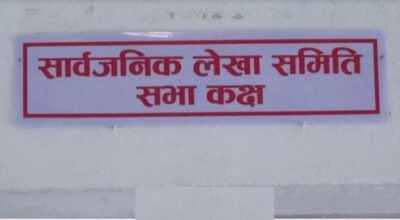 सार्वजनिक लेखा समिति
सभा कक्ष